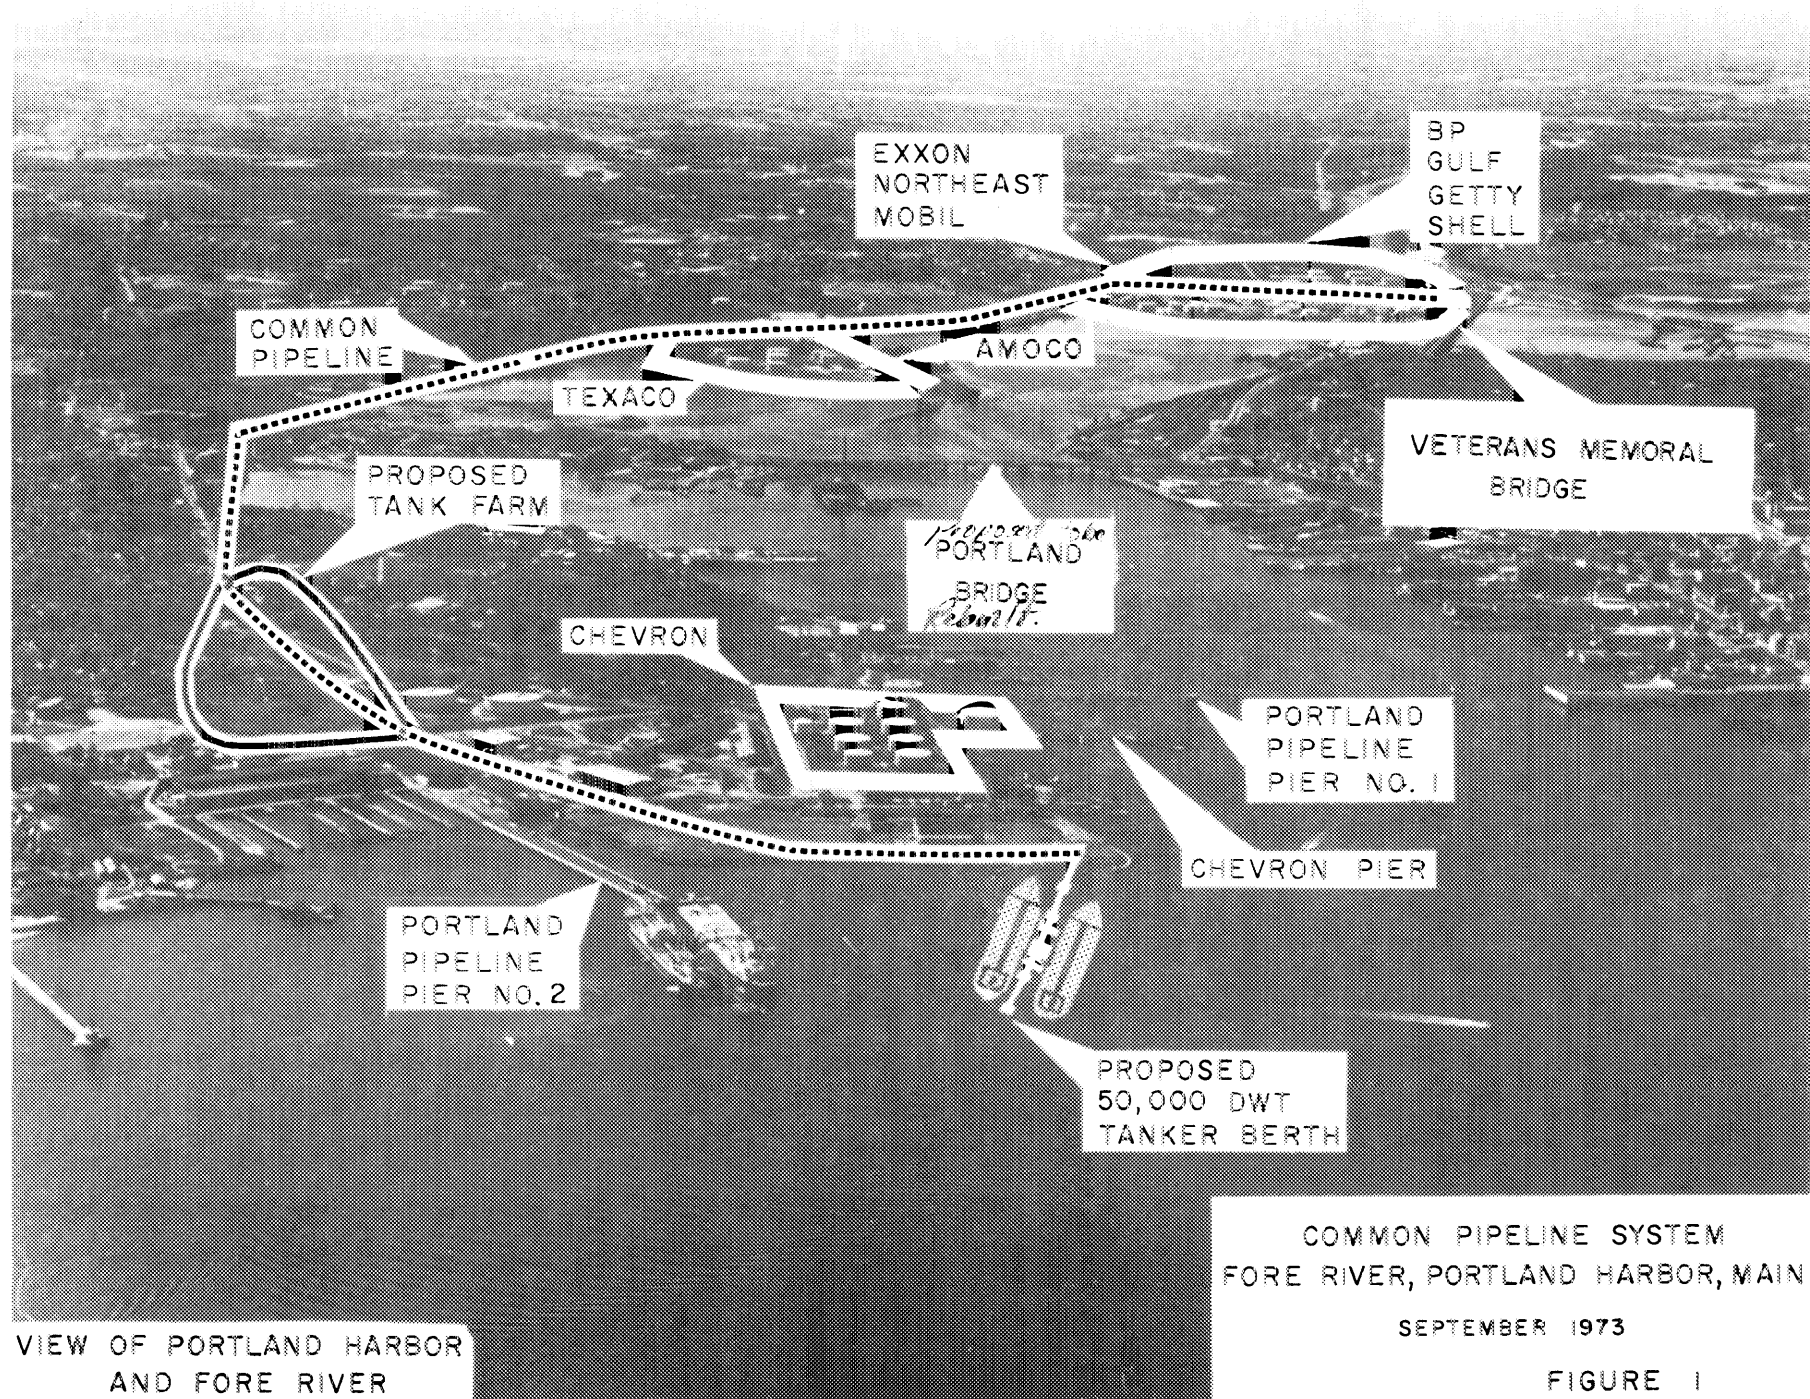 BP
GULF
GETTY
SHELL
EXXON
NORTHEAST
MOBIL
COMMON
PIPELINE
AMOCO
TEXACO
VETERANS MEMORAL
BRIDGE
PROPOSED
TANK FARM
PORTLAND
BRIDGE
Rebuilt.
CHEVRON
PORTLAND
PIPELINE
PIER NO. 1
CHEVRON PIER
PORTLAND
PIPELINE
PIER NO. 2
PROPOSED
50,000 DWT
TANKER BERTH
COMMON PIPELINE SYSTEM
FORE RIVER, PORTLAND HARBOR, MAIN
SEPTEMBER 1973
FIGURE 1
VIEW OF PORTLAND HARBOR
AND FORE RIVER